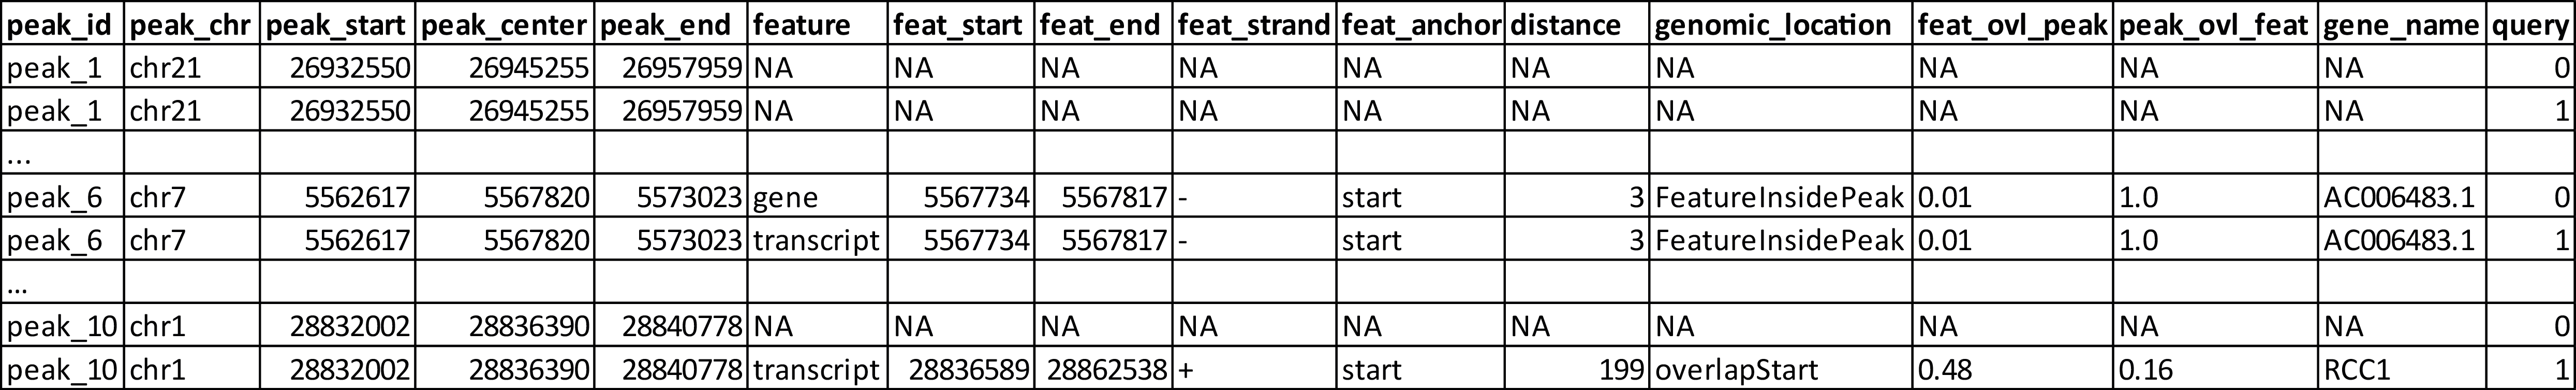 peak_id peak_chr peak_start peak_center peak_end feature feat_start feat_end feat_strand feat_anchor distance genomic_location feat_ovl_peak peak_ovl_feat gene_name query
peak_1 chr21 26932550 26945255 26957959 NA NA NA NA NA NA NA NA NA NA 0
peak_1 chr21 26932550 26945255 26957959 NA NA NA NA NA NA NA NA NA NA 1
...
peak_6 chr7 5562617 5567820 5573023 gene 5567734 5567817 - start 3 FeatureInsidePeak 0.01 1.0 AC006483.1 0
peak_6 chr7 5562617 5567820 5573023 transcript 5567734 5567817 - start 3 FeatureInsidePeak 0.01 1.0 AC006483.1 1
...
peak_10 chr1 28832002 28836390 28840778 NA NA NA NA NA NA NA NA NA NA 0
peak_10 chr1 28832002 28836390 28840778 transcript 28836589 28862538 + start 199 overlapStart 0.48 0.16 RCC1 1